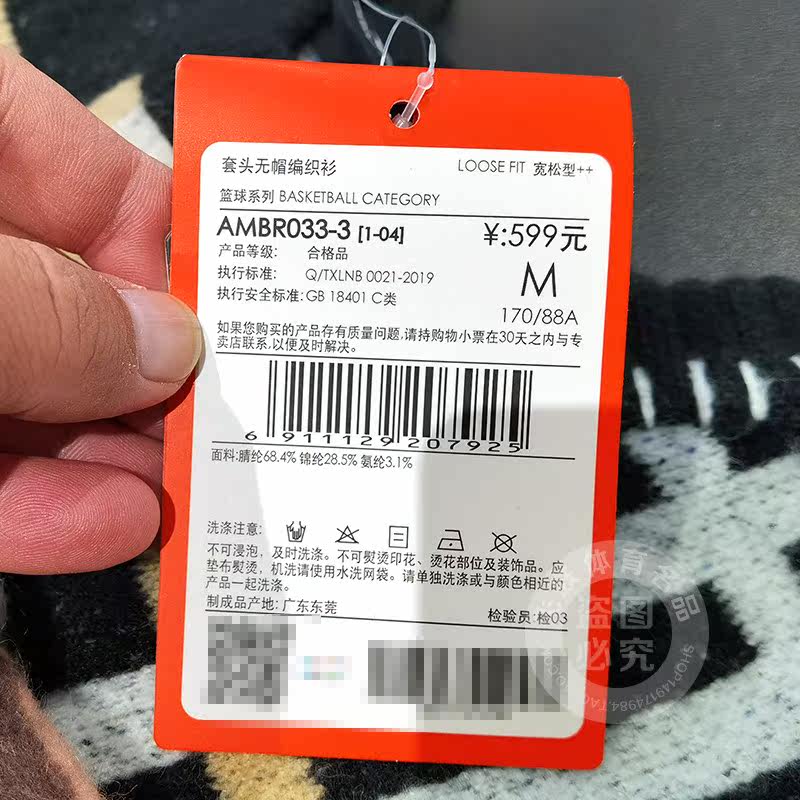 套头无帽编织衫
LOOSE FIT 宽松型++
篮球系列 BASKETBALL CATEGORY
AMBR033-3 [1-04]
¥:599元
产品等级: 合格品
M
执行标准: Q/TXLNB 0021-2019
执行安全标准:GB 18401 C类
170/88A
如果您购买的产品存有质量问题,请持购物小票在30天之内与专
卖店联系,以便及时解决。
6 911129 207925
面料:腈纶68.4% 锦纶28.5% 氨纶3.1%
洗涤注意:
不可浸泡，及时洗涤。不可熨烫印花、烫花部位及装饰品。应
垫布熨烫，机洗请使用水洗网袋。请单独洗涤或与颜色相近的
产品一起洗涤。
制成品产地: 广东东莞
检验员:检03
盗图
必究